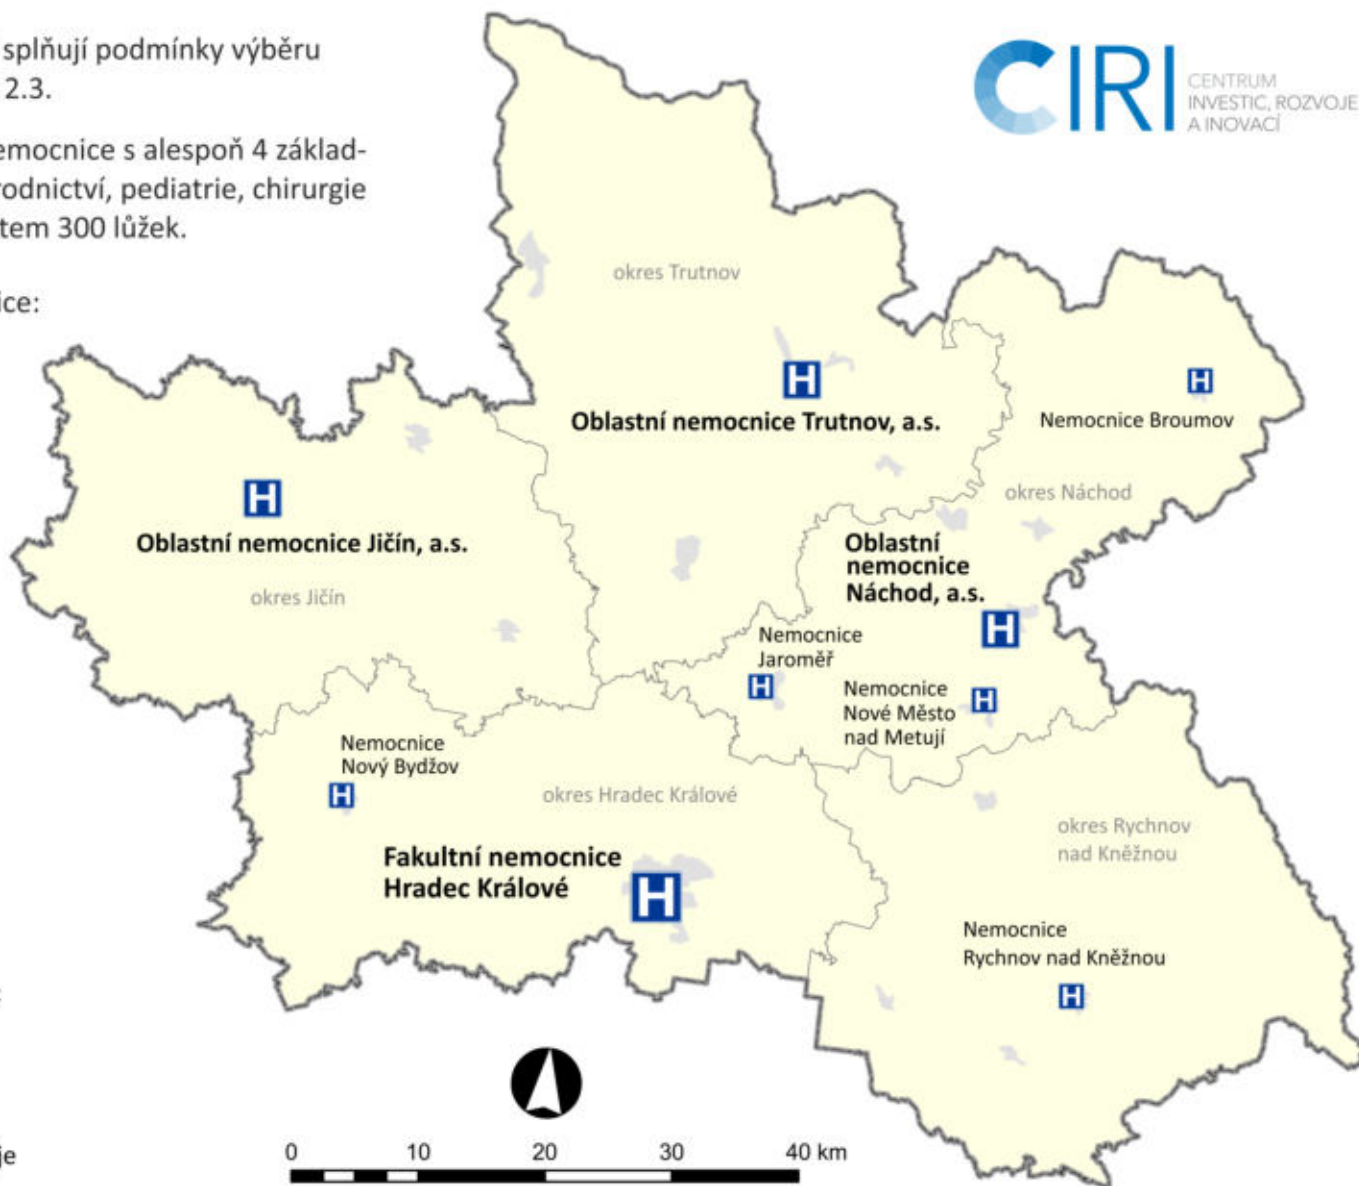 splňují podmínky výběru
2.3.
emocnice s alespoň 4 základ-
rodnictví, pediatrie, chirurgie
tem 300 lůžek.
ice:
CIRI
CENTRUM
INVESTIC, ROZVOJE
A INOVACÍ
okres Trutnov
H
Oblastní nemocnice Trutnov, a.s.
H
Nemocnice Broumov
okres Náchod
H
Oblastní nemocnice Jičín, a.s.
okres Jičín
Oblastní
nemocnice
Náchod, a.s.
H
Nemocnice
Jaroměř
H
Nemocnice
Nové Město
nad Metují
H
Nemocnice
Nový Bydžov
H
okres Hradec Králové
Fakultní nemocnice
Hradec Králové
H
okres Rychnov
nad Kněžnou
Nemocnice
Rychnov nad Kněžnou
H
je
0 10 20 30 40 km